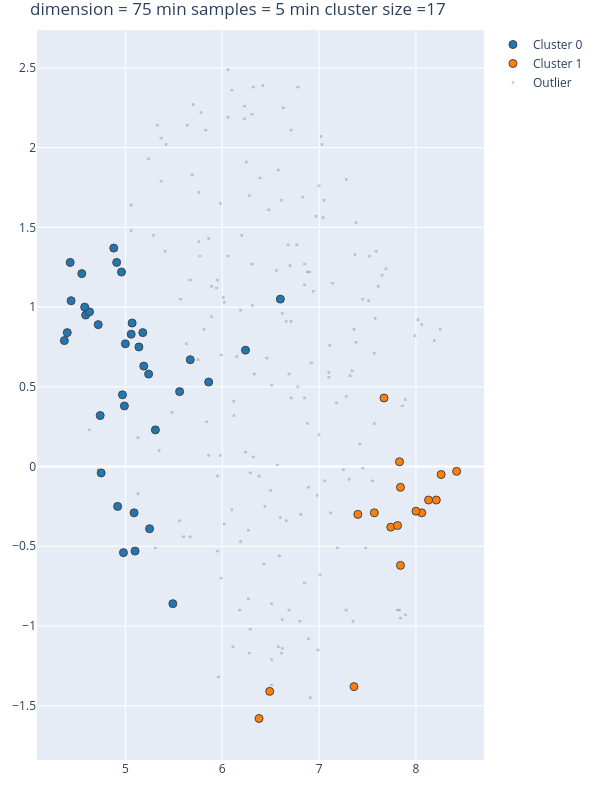 dimension = 75 min samples = 5 min cluster size =17
Cluster 0
Cluster 1
Outlier
2.5
2
1.5
1
0.5
0
−0.5
−1
−1.5
5 6 7 8